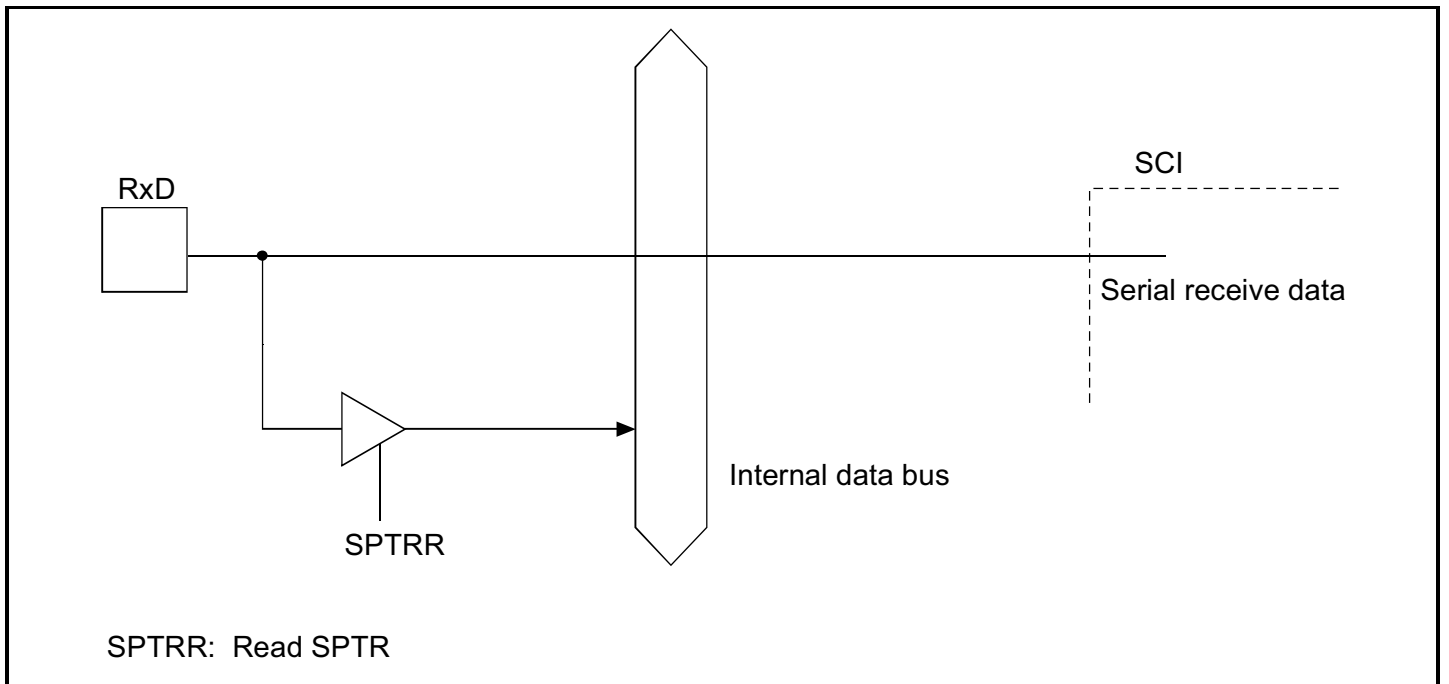 SCI
RxD
Serial receive data
Internal data bus
SPTRR
SPTRR: Read SPTR